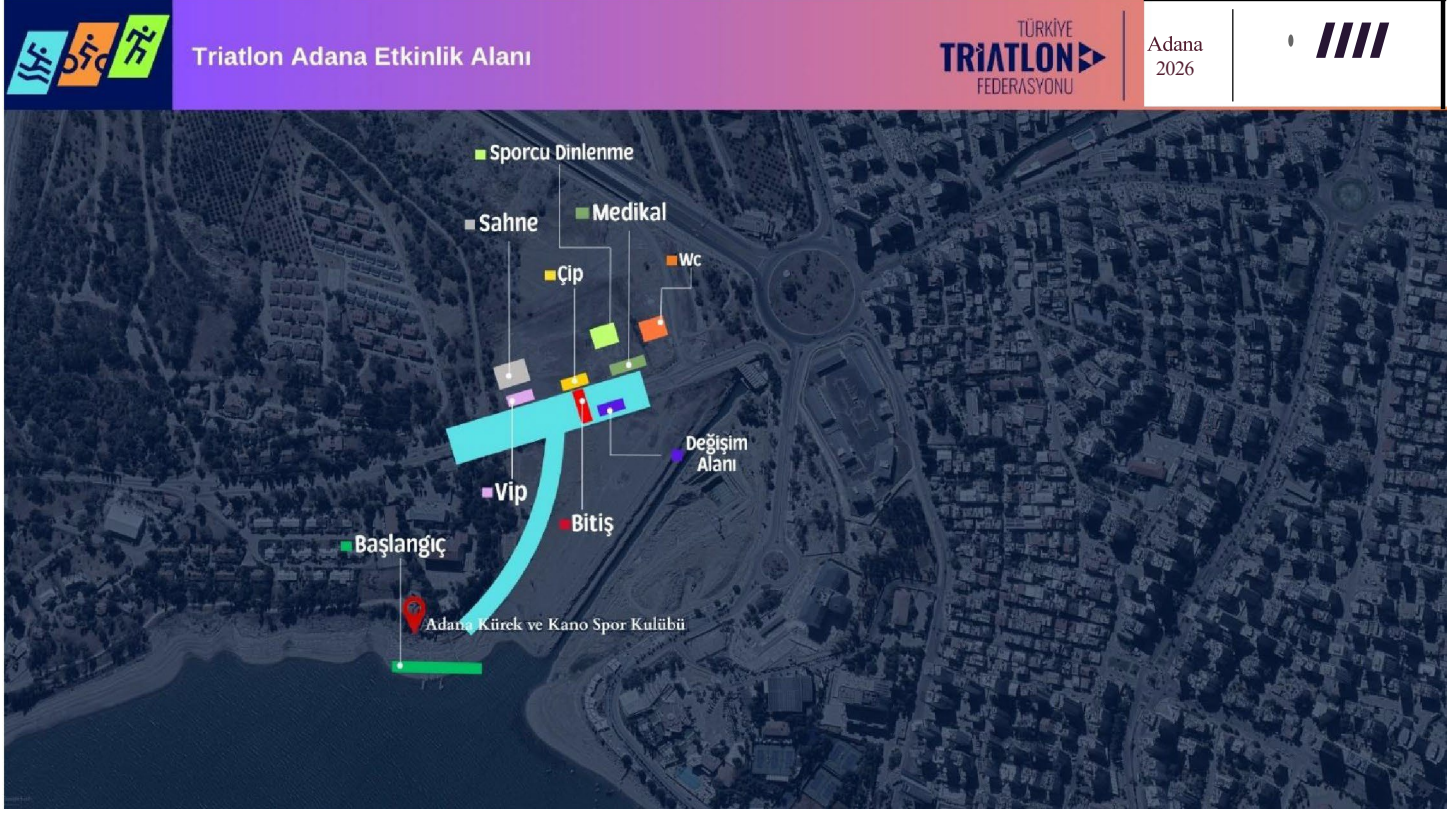 Triatlon Adana Etkinlik Alanı
TÜRKİYE
TRİATLON
FEDERASYONU
Adana
2026
Sporcu Dinlenme
Medikal
Sahne
Wc
Çip
Değişim
Alanı
Vip
Bitiş
Başlangıç
Adana Kürek ve Kano Spor Kulübü